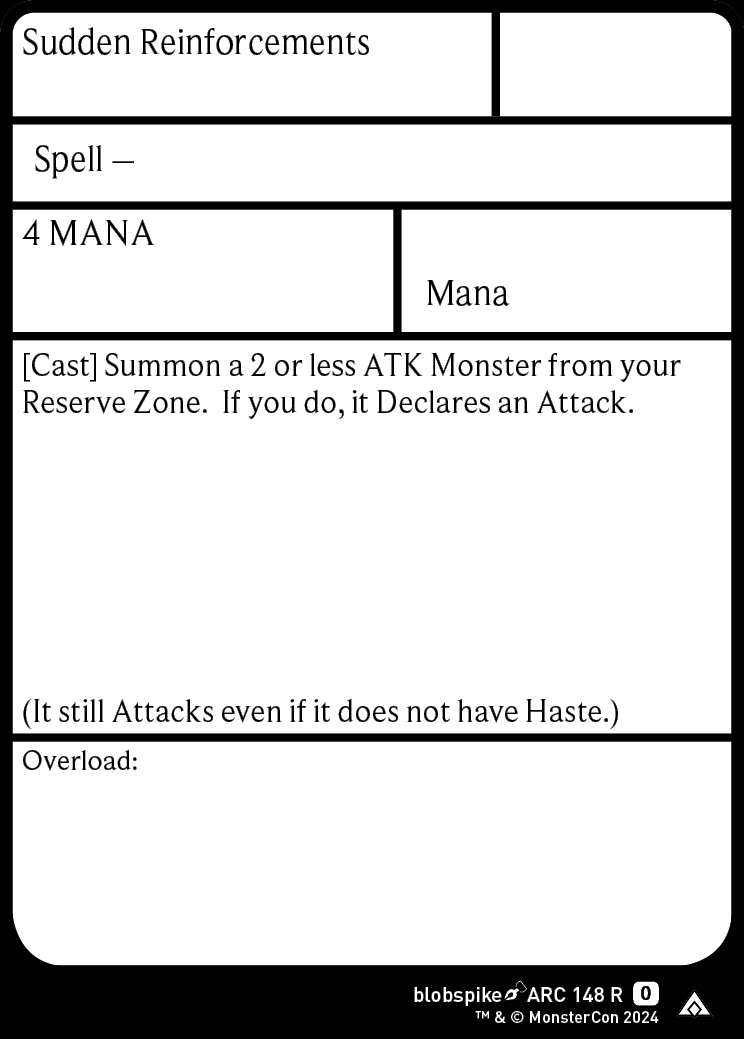 Sudden Reinforcements
Spell —
4 MANA
Mana
[Cast] Summon a 2 or less ATK Monster from your
Reserve Zone.  If you do, it Declares an Attack.
(It still Attacks even if it does not have Haste.)
Overload:
blobspike ARC 148 R 0
™ & © MonsterCon 2024